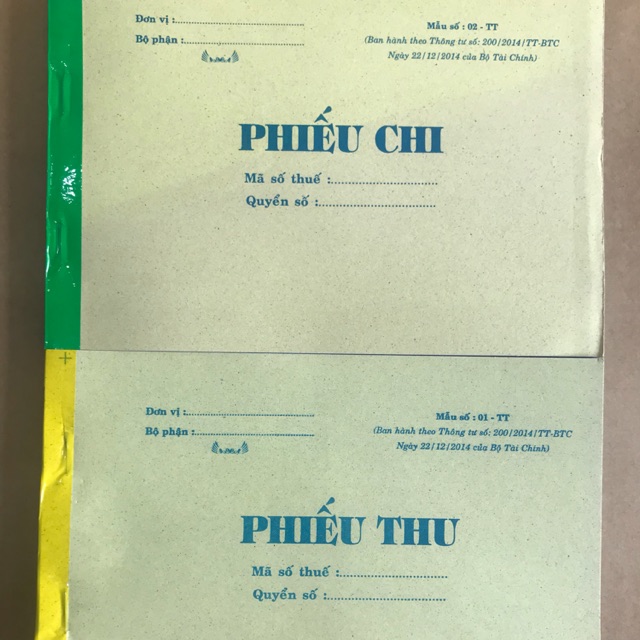 Đơn vị :
Bộ phận :
Mẫu số : 02 - TT
(Ban hành theo Thông tư số: 200/2014/TT-BTC
Ngày 22/12/2014 của Bộ Tài Chính)
PHIẾU CHI
Mã số thuế :
Quyển số :
Đơn vị :
Bộ phận :
Mẫu số : 01 - TT
(Ban hành theo Thông tư số: 200/2014/TT-BTC
Ngày 22/12/2014 của Bộ Tài Chính)
PHIẾU THU
Mã số thuế :
Quyển số :